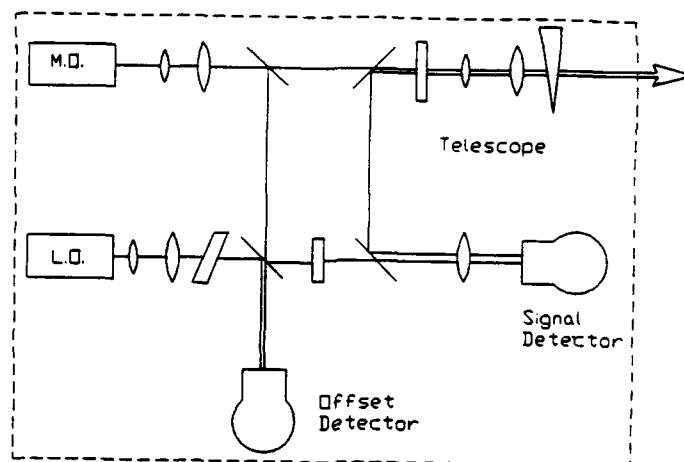 M.O.
Telescope
L.O.
Signal
Detector
Offset
Detector